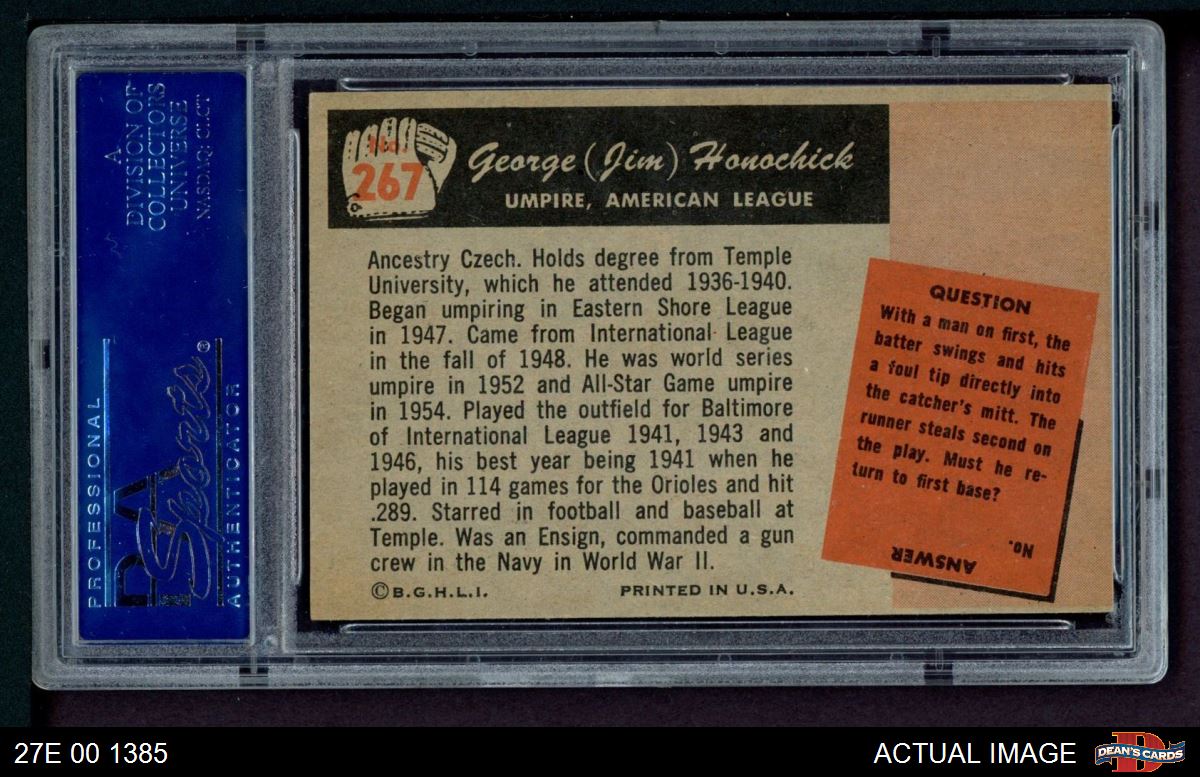 A
DIVISION OF
COLLECTORS
UNIVERSE
NASDAQ: CLCT
PSA
Sports®
PROFESSIONAL
AUTHENTICATOR
No.
267
George (Jim) Honochick
UMPIRE, AMERICAN LEAGUE
Ancestry Czech. Holds degree from Temple
University, which he attended 1936-1940.
Began umpiring in Eastern Shore League
in 1947. Came from International League
in the fall of 1948. He was world series
umpire in 1952 and All-Star Game umpire
in 1954. Played the outfield for Baltimore
of International League 1941, 1943 and
1946, his best year being 1941 when he
played in 114 games for the Orioles and hit
.289. Starred in football and baseball at
Temple. Was an Ensign, commanded a gun
crew in the Navy in World War II.
©B.G.H.L.I.
PRINTED IN U.S.A.
QUESTION
With a man on first, the
batter swings and hits
a foul tip directly into
the catcher's mitt. The
runner steals second on
the play. Must he re-
turn to first base?
ANSWER
No.
27E 00 1385
ACTUAL IMAGE
DEAN'S CARDS